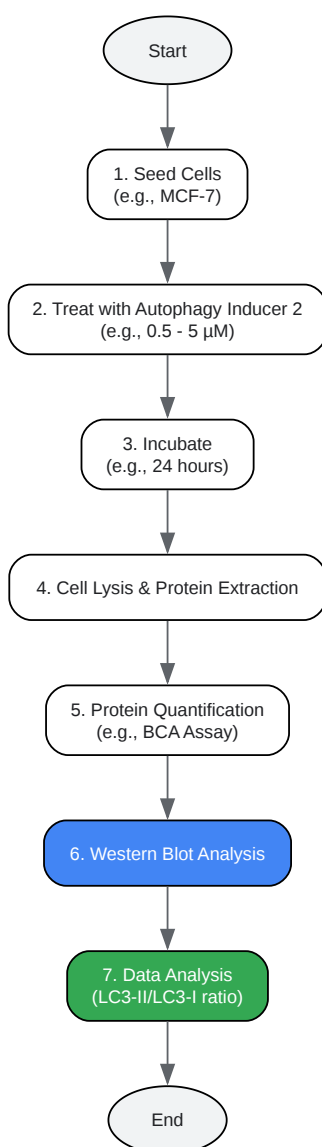 Start
1. Seed Cells
(e.g., MCF-7)
2. Treat with Autophagy Inducer 2
(e.g., 0.5 - 5 µM)
3. Incubate
(e.g., 24 hours)
4. Cell Lysis & Protein Extraction
5. Protein Quantification
(e.g., BCA Assay)
6. Western Blot Analysis
7. Data Analysis
(LC3-II/LC3-I ratio)
End